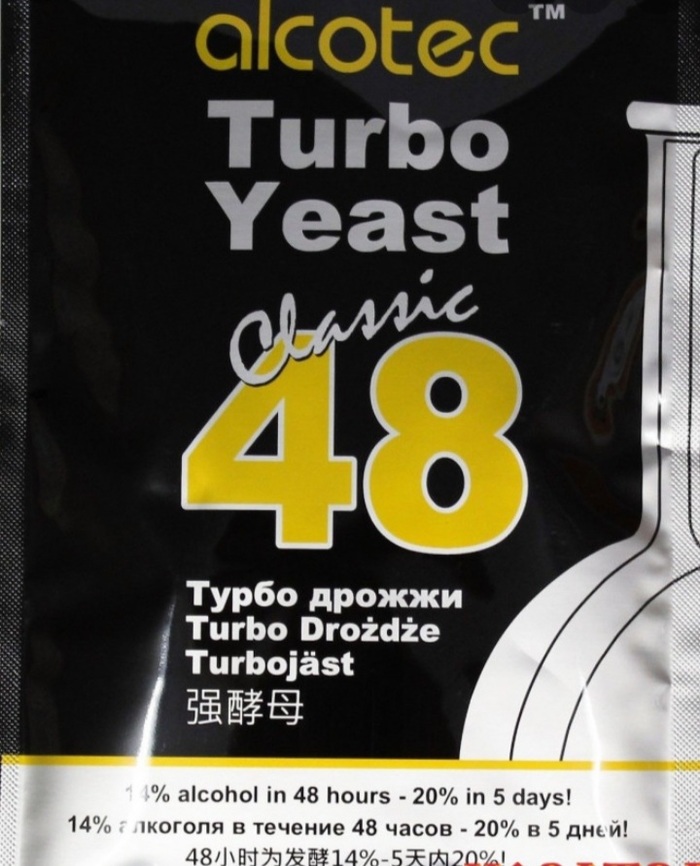 alcotec™
Turbo
Yeast
Classic
48
Турбо дрожжи
Turbo Drożdże
Turbojäst
强酵母
14% alcohol in 48 hours - 20% in 5 days!
14% алкоголя в течение 48 часов - 20% в 5 дней!
48小时为发酵14%-5天内20%!